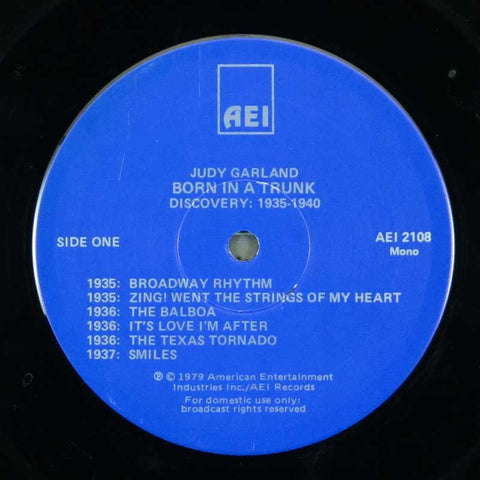 AEI
JUDY GARLAND
BORN IN A TRUNK
DISCOVERY: 1935-1940
SIDE ONE
AEI 2108
Mono
1935: BROADWAY RHYTHM
1935: ZING! WENT THE STRINGS OF MY HEART
1936: THE BALBOA
1936: IT'S LOVE I'M AFTER
1936: THE TEXAS TORNADO
1937: SMILES
℗ © 1979 American Entertainment
Industries Inc./AEI Records
For domestic use only:
broadcast rights reserved